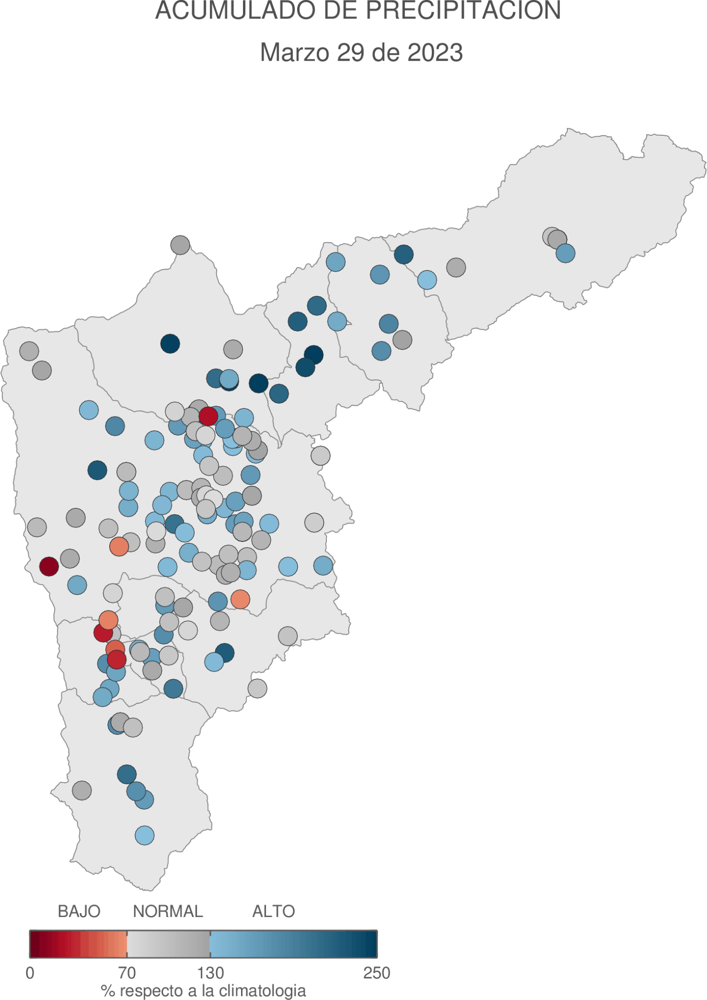 ACUMULADO DE PRECIPITACION
Marzo 29 de 2023
BAJO NORMAL ALTO
0 70 130 250
% respecto a la climatologia